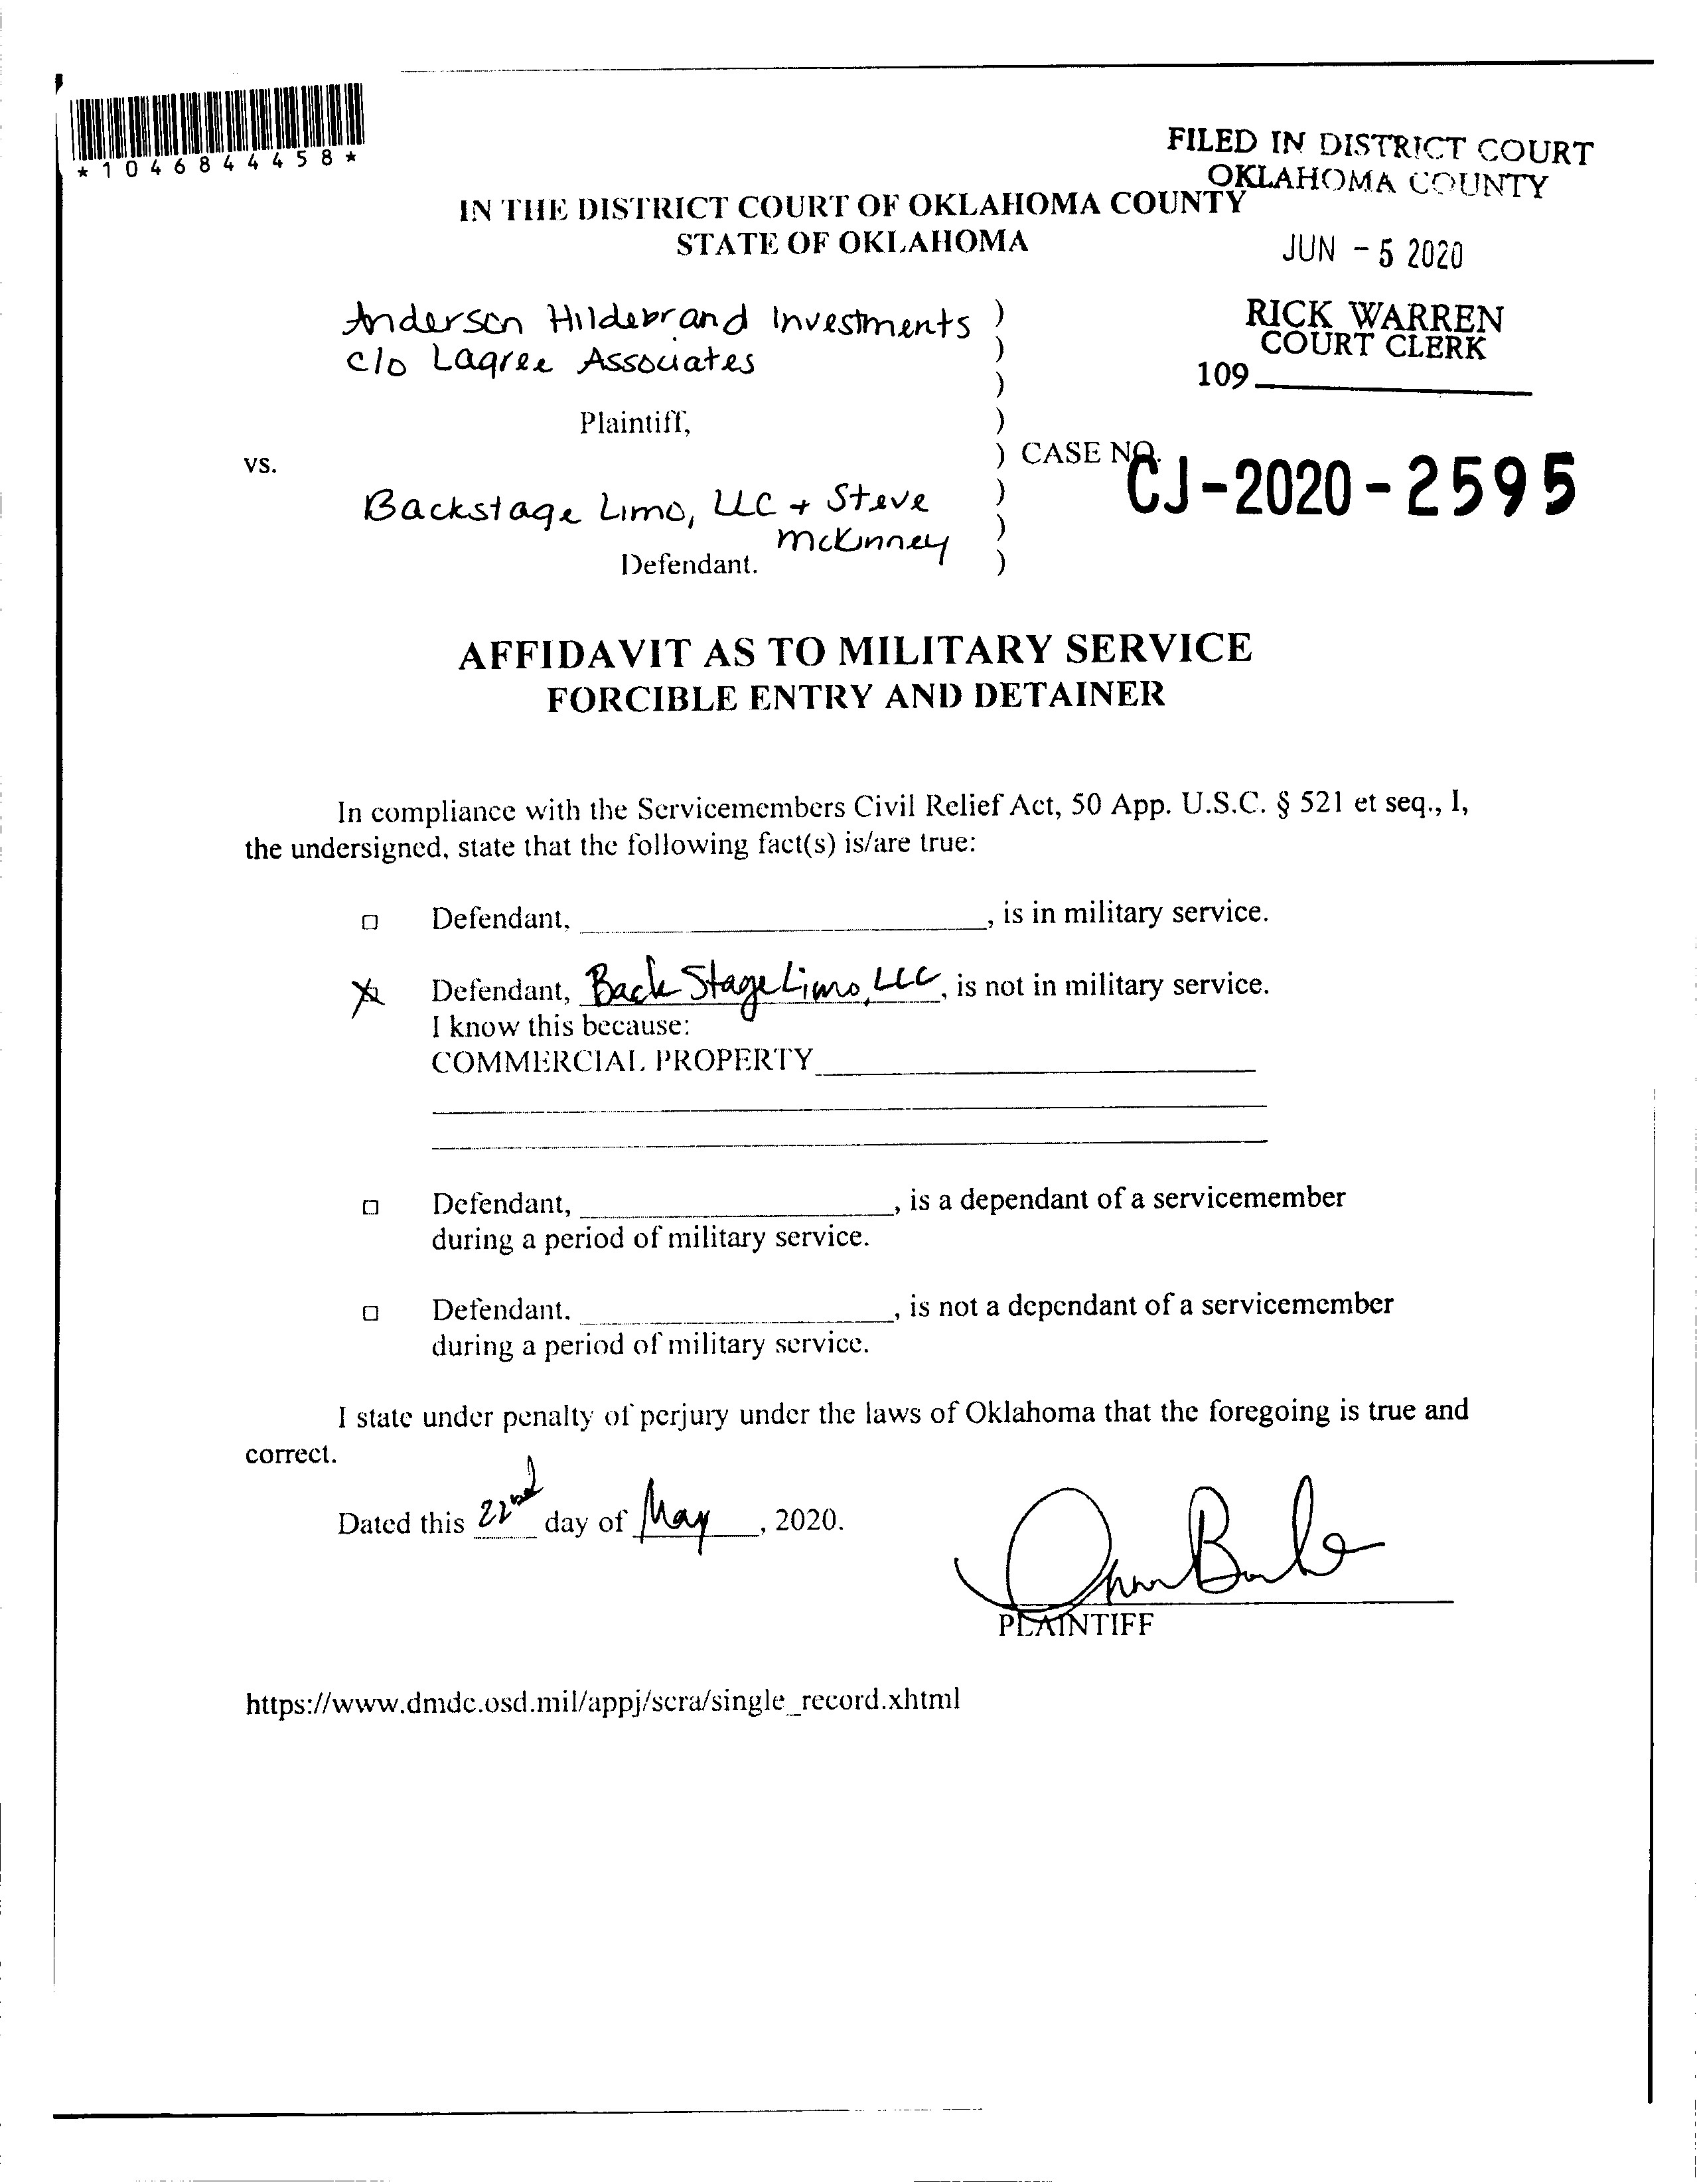 *1046844458*
FILED IN DISTRICT COURT
OKLAHOMA COUNTY
IN THE DISTRICT COURT OF OKLAHOMA COUNTY
STATE OF OKLAHOMA
JUN - 5 2020
Anderson Hildebrand Investments )
c/o Lagree Associates )
)
RICK WARREN
COURT CLERK
109
Plaintiff, )
vs. ) CASE NO. CJ-2020-2595
Backstage Limo, LLC + Steve )
McKinney )
Defendant. )
AFFIDAVIT AS TO MILITARY SERVICE
FORCIBLE ENTRY AND DETAINER
In compliance with the Servicemembers Civil Relief Act, 50 App. U.S.C. § 521 et seq., I,
the undersigned, state that the following fact(s) is/are true:
Defendant, , is in military service.
X Defendant, Back Stage Limo, LLC, is not in military service.
I know this because:
COMMERCIAL PROPERTY
Defendant, , is a dependant of a servicemember
during a period of military service.
Defendant. , is not a dependant of a servicemember
during a period of military service.
I state under penalty of perjury under the laws of Oklahoma that the foregoing is true and
correct.
Dated this 22nd day of May, 2020.
PLAINTIFF
https://www.dmdc.osd.mil/appj/scra/single_record.xhtml